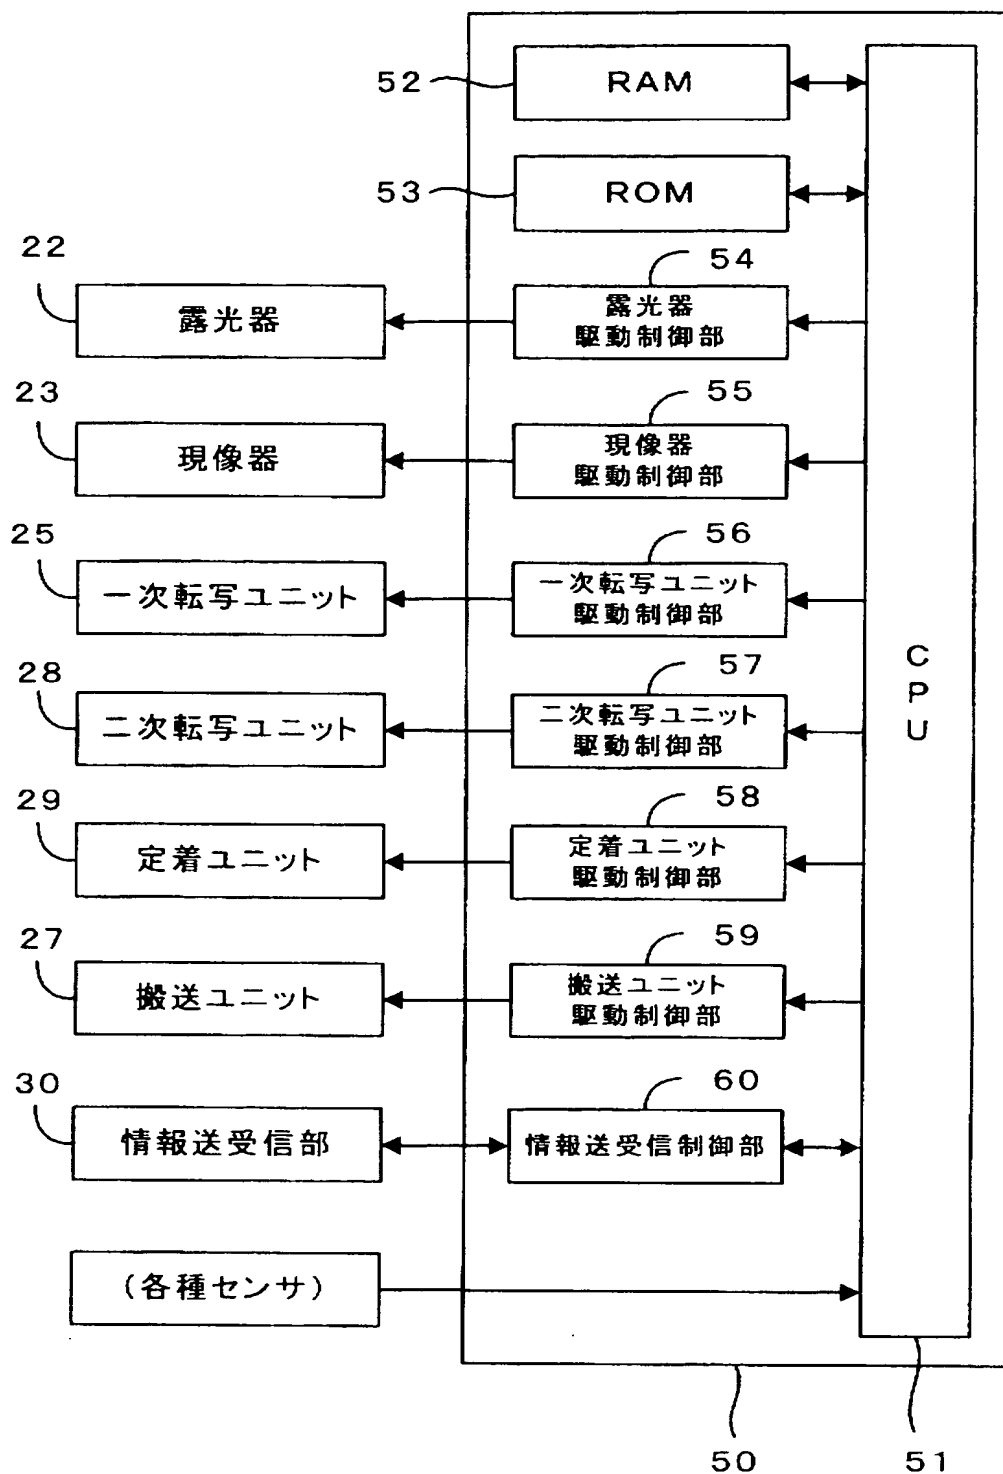 52
RAM
53
ROM
22
露光器
54
露光器
駆動制御部
23
現像器
55
現像器
駆動制御部
25
一次転写ユニット
56
一次転写ユニット
駆動制御部
28
二次転写ユニット
57
二次転写ユニット
駆動制御部
29
定着ユニット
58
定着ユニット
駆動制御部
27
搬送ユニット
59
搬送ユニット
駆動制御部
30
情報送受信部
60
情報送受信制御部
(各種センサ)
CPU
50
51